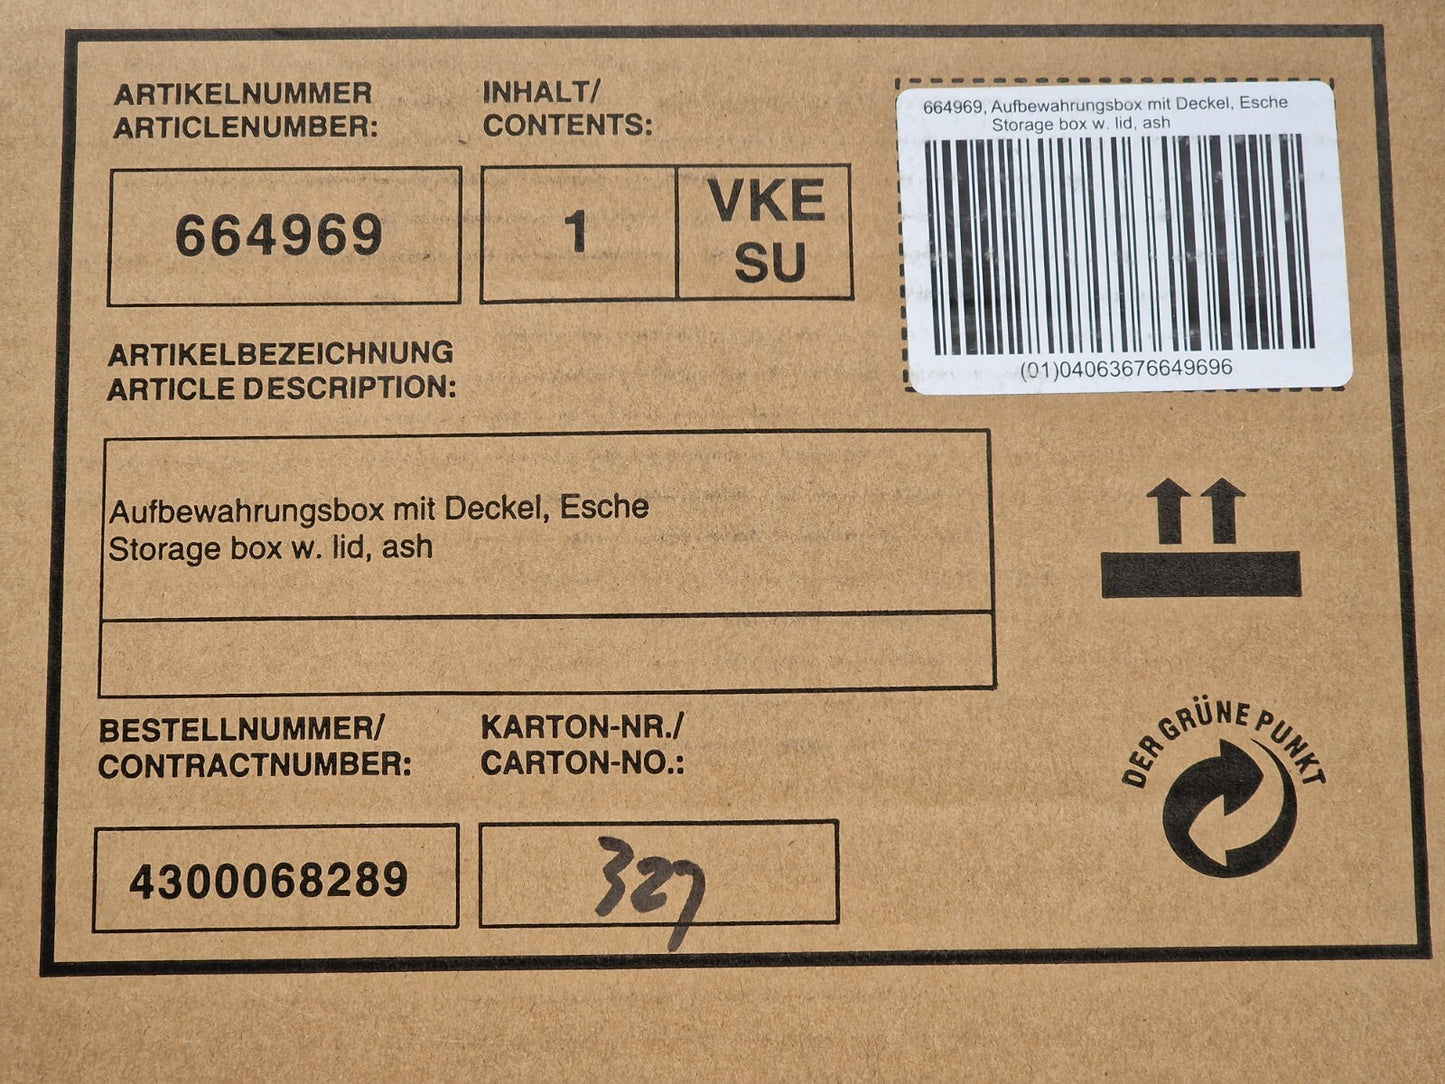 ARTIKELNUMMER
ARTICLENUMBER:
664969
INHALT/
CONTENTS:
1
VKE
SU
664969, Aufbewahrungsbox mit Deckel, Esche
Storage box w. lid, ash
(01)04063676649696
ARTIKELBEZEICHNUNG
ARTICLE DESCRIPTION:
Aufbewahrungsbox mit Deckel, Esche
Storage box w. lid, ash
BESTELLNUMMER/
CONTRACTNUMBER:
4300068289
KARTON-NR./
CARTON-NO.:
327
DER GRÜNE PUNKT